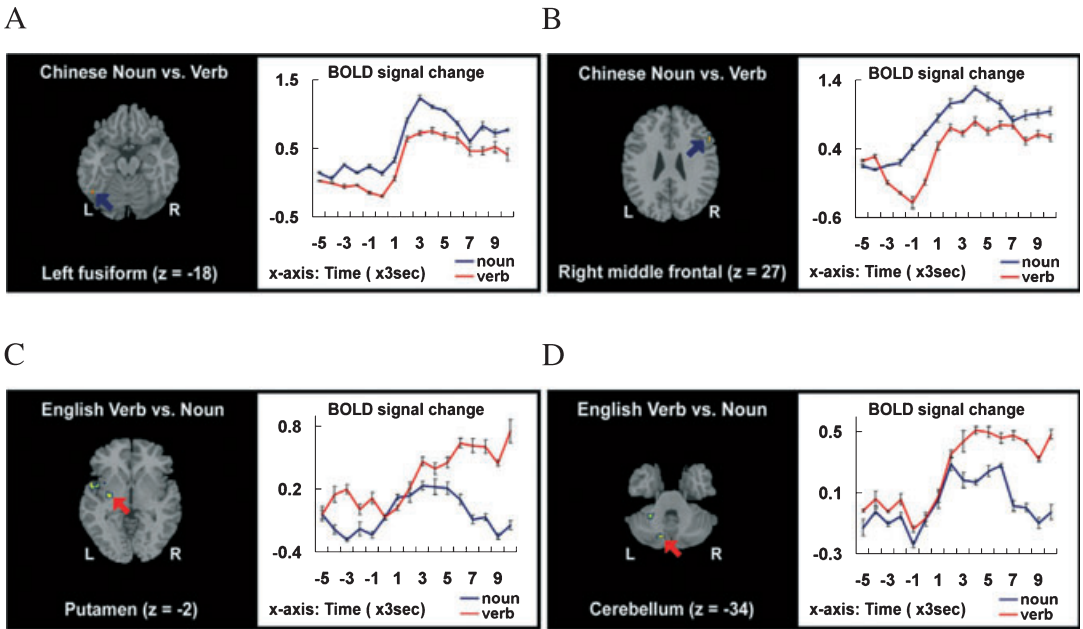 A
Chinese Noun vs. Verb
L
R
Left fusiform (z = -18)
BOLD signal change
1.5
0.5
-0.5
-5 -3 -1 1 3 5 7 9
x-axis: Time ( x3sec)
noun
verb
B
Chinese Noun vs. Verb
L
R
Right middle frontal (z = 27)
BOLD signal change
1.4
0.4
-0.6
-5 -3 -1 1 3 5 7 9
x-axis: Time ( x3sec)
noun
verb
C
English Verb vs. Noun
L
R
Putamen (z = -2)
BOLD signal change
0.8
0.2
-0.4
-5 -3 -1 1 3 5 7 9
x-axis: Time ( x3sec)
noun
verb
D
English Verb vs. Noun
L
R
Cerebellum (z = -34)
BOLD signal change
0.5
0.1
-0.3
-5 -3 -1 1 3 5 7 9
x-axis: Time ( x3sec)
noun
verb